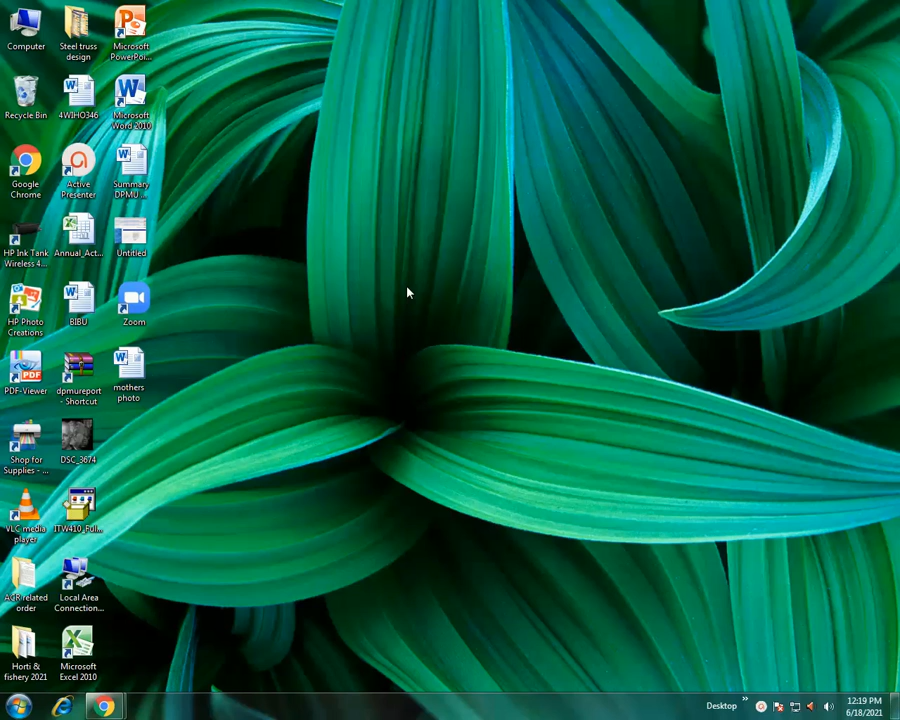 Computer
Steel truss
design
Microsoft
PowerPoi...
Recycle Bin
4WIHO346
Microsoft
Word 2010
Google
Chrome
Active
Presenter
Summary
DPMU ...
HP Ink Tank
Wireless 4...
Annual_Act...
Untitled
HP Photo
Creations
BIBU
Zoom
PDF-Viewer
dpmureport
- Shortcut
mothers
photo
Shop for
Supplies - ...
DSC_3674
VLC media
player
ITW410_Full...
ACR related
order
Local Area
Connection...
Horti &
fishery 2021
Microsoft
Excel 2010
Desktop
12:19 PM
6/18/2021